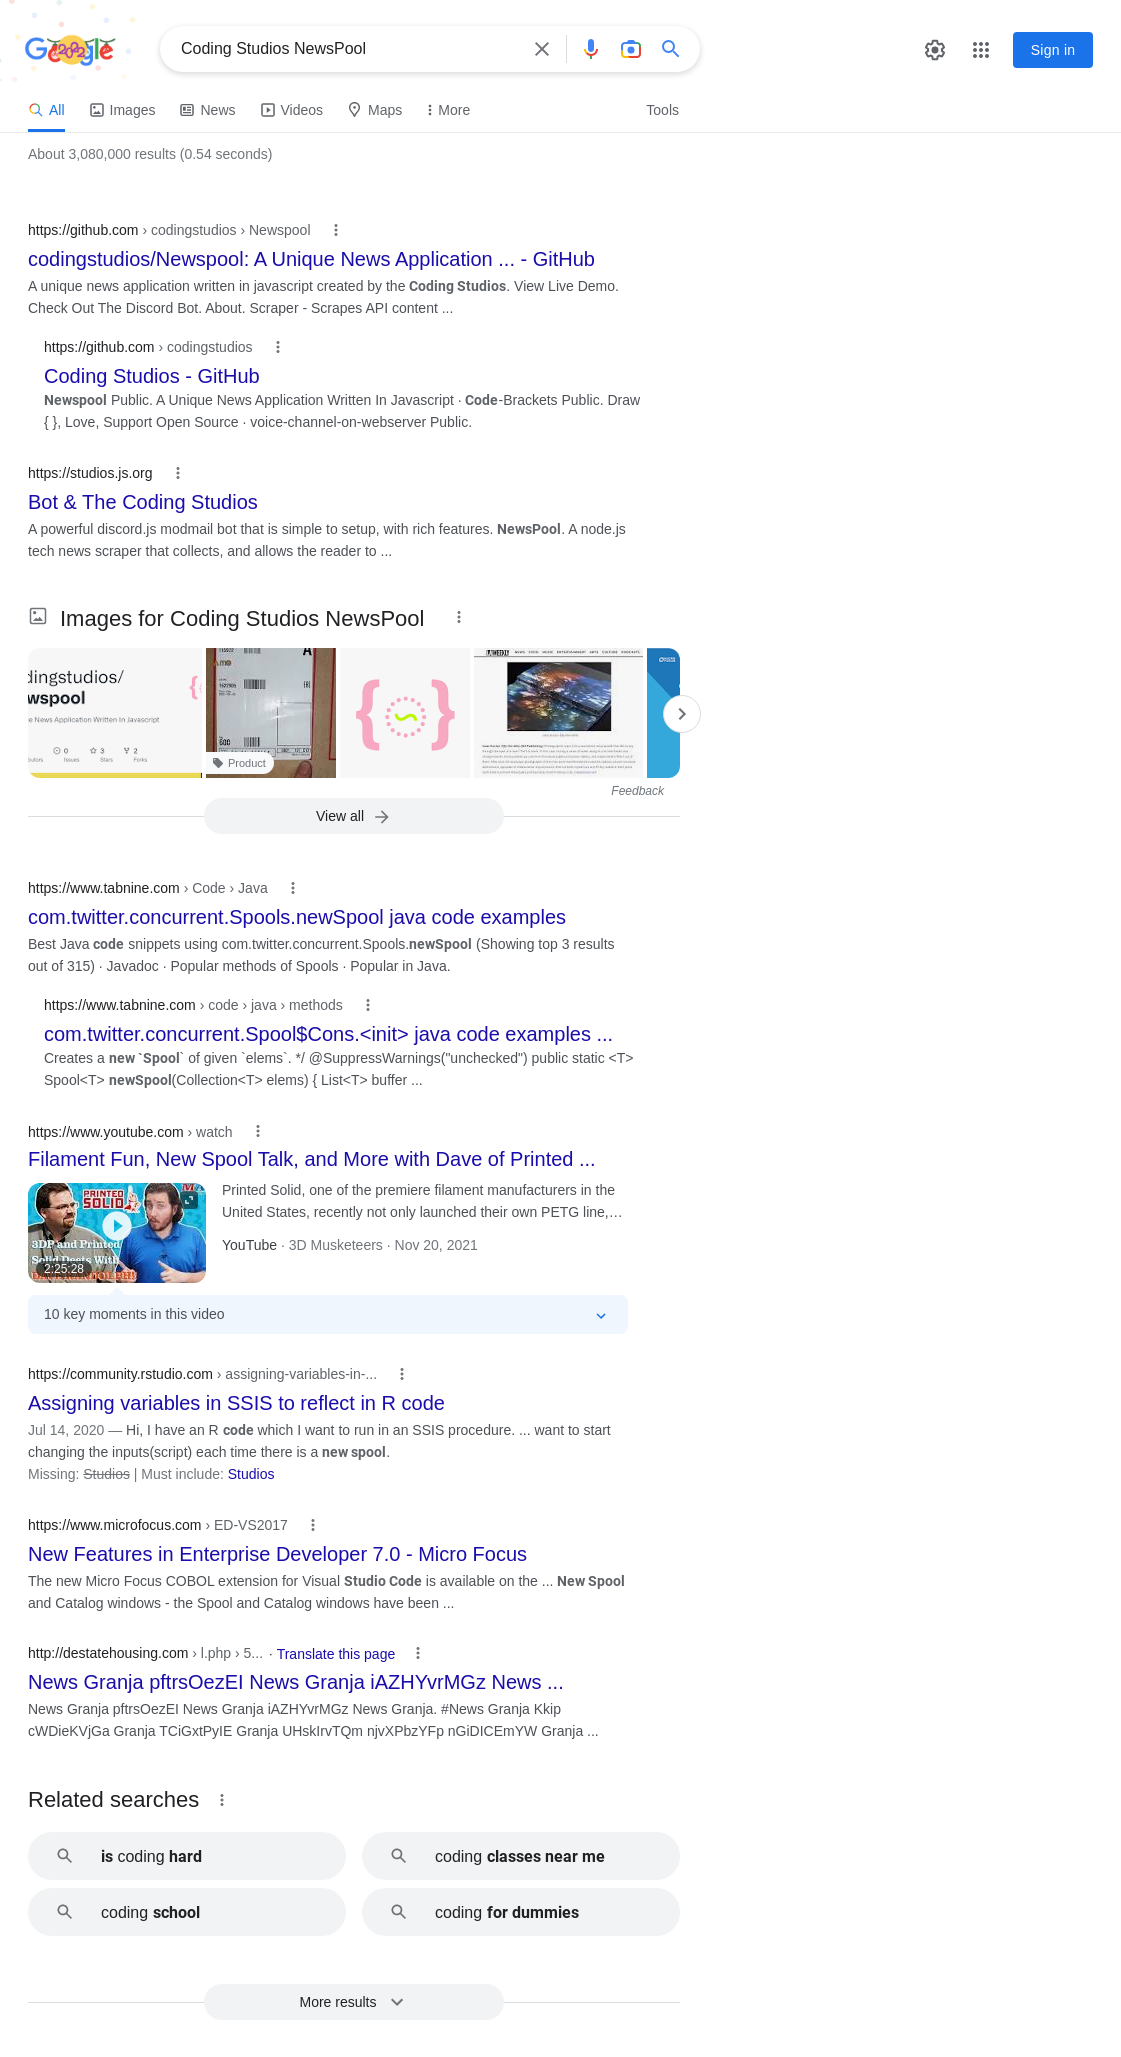 Google
Coding Studios NewsPool
Sign in
All Images News Videos Maps More Tools
About 3,080,000 results (0.54 seconds)
https://github.com › codingstudios › Newspool
codingstudios/Newspool: A Unique News Application ... - GitHub
A unique news application written in javascript created by the Coding Studios. View Live Demo.
Check Out The Discord Bot. About. Scraper - Scrapes API content ...
https://github.com › codingstudios
Coding Studios - GitHub
Newspool Public. A Unique News Application Written In Javascript · Code-Brackets Public. Draw
{ }, Love, Support Open Source · voice-channel-on-webserver Public.
https://studios.js.org
Bot & The Coding Studios
A powerful discord.js modmail bot that is simple to setup, with rich features. NewsPool. A node.js
tech news scraper that collects, and allows the reader to ...
Images for Coding Studios NewsPool
dingstudios/
wspool
e News Application Written In Javascript
0 3 2
utors Issues Stars Forks
Product
Feedback
View all
https://www.tabnine.com › Code › Java
com.twitter.concurrent.Spools.newSpool java code examples
Best Java code snippets using com.twitter.concurrent.Spools.newSpool (Showing top 3 results
out of 315) · Javadoc · Popular methods of Spools · Popular in Java.
https://www.tabnine.com › code › java › methods
com.twitter.concurrent.Spool$Cons.<init> java code examples ...
Creates a new `Spool` of given `elems`. */ @SuppressWarnings("unchecked") public static <T>
Spool<T> newSpool(Collection<T> elems) { List<T> buffer ...
https://www.youtube.com › watch
Filament Fun, New Spool Talk, and More with Dave of Printed ...
PRINTED
SOLID
3DP and Printed
Solid Deets With
2:25:28
Printed Solid, one of the premiere filament manufacturers in the
United States, recently not only launched their own PETG line,...
YouTube · 3D Musketeers · Nov 20, 2021
10 key moments in this video
https://community.rstudio.com › assigning-variables-in-...
Assigning variables in SSIS to reflect in R code
Jul 14, 2020 — Hi, I have an R code which I want to run in an SSIS procedure. ... want to start
changing the inputs(script) each time there is a new spool.
Missing: Studios | Must include: Studios
https://www.microfocus.com › ED-VS2017
New Features in Enterprise Developer 7.0 - Micro Focus
The new Micro Focus COBOL extension for Visual Studio Code is available on the ... New Spool
and Catalog windows - the Spool and Catalog windows have been ...
http://destatehousing.com › l.php › 5... · Translate this page
News Granja pftrsOezEI News Granja iAZHYvrMGz News ...
News Granja pftrsOezEI News Granja iAZHYvrMGz News Granja. #News Granja Kkip
cWDieKVjGa Granja TCiGxtPyIE Granja UHskIrvTQm njvXPbzYFp nGiDICEmYW Granja ...
Related searches
is coding hard
coding classes near me
coding school
coding for dummies
More results